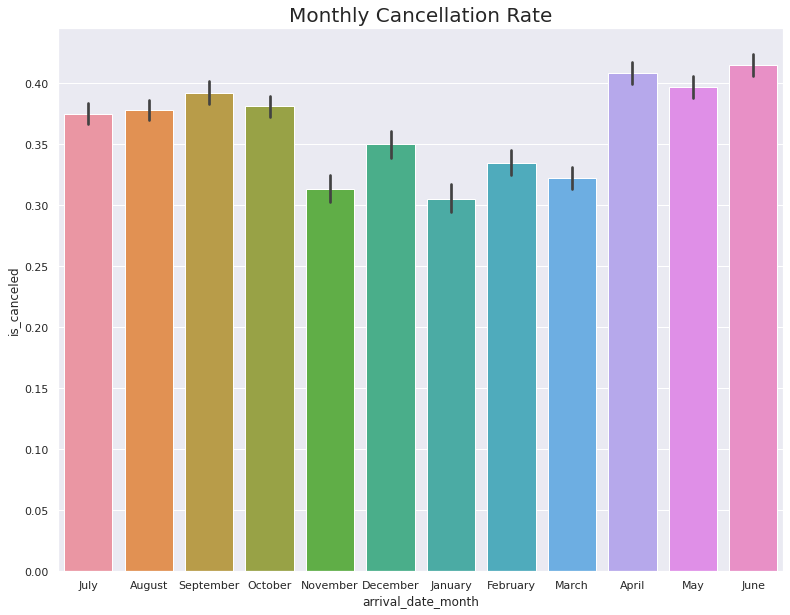 Monthly Cancellation Rate
is_canceled
0.40
0.35
0.30
0.25
0.20
0.15
0.10
0.05
0.00
July August September October November December January February March April May June
arrival_date_month